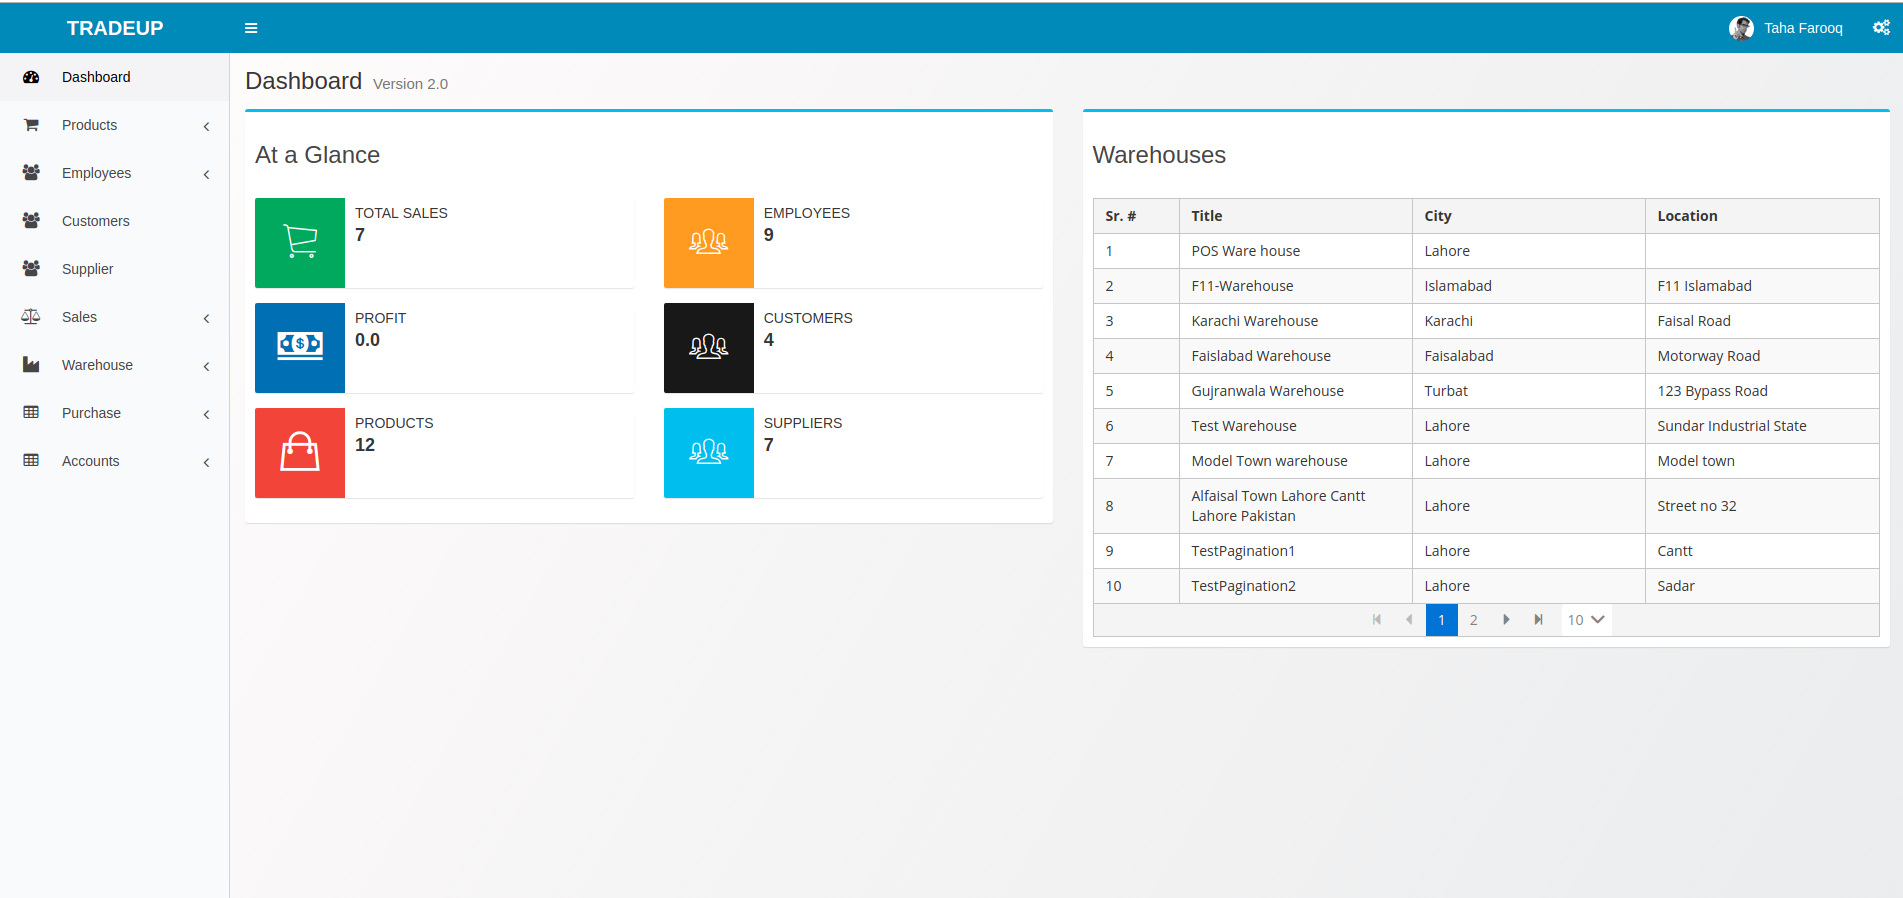 TRADEUP
Taha Farooq
Dashboard
Products
Employees
Customers
Supplier
Sales
Warehouse
Purchase
Accounts
Dashboard Version 2.0
At a Glance
TOTAL SALES
7
EMPLOYEES
9
PROFIT
0.0
CUSTOMERS
4
PRODUCTS
12
SUPPLIERS
7
Warehouses
Sr. # Title City Location
1 POS Ware house Lahore
2 F11-Warehouse Islamabad F11 Islamabad
3 Karachi Warehouse Karachi Faisal Road
4 Faislabad Warehouse Faisalabad Motorway Road
5 Gujranwala Warehouse Turbat 123 Bypass Road
6 Test Warehouse Lahore Sundar Industrial State
7 Model Town warehouse Lahore Model town
8 Alfaisal Town Lahore Cantt
Lahore Pakistan Lahore Street no 32
9 TestPagination1 Lahore Cantt
10 TestPagination2 Lahore Sadar
1 2 10